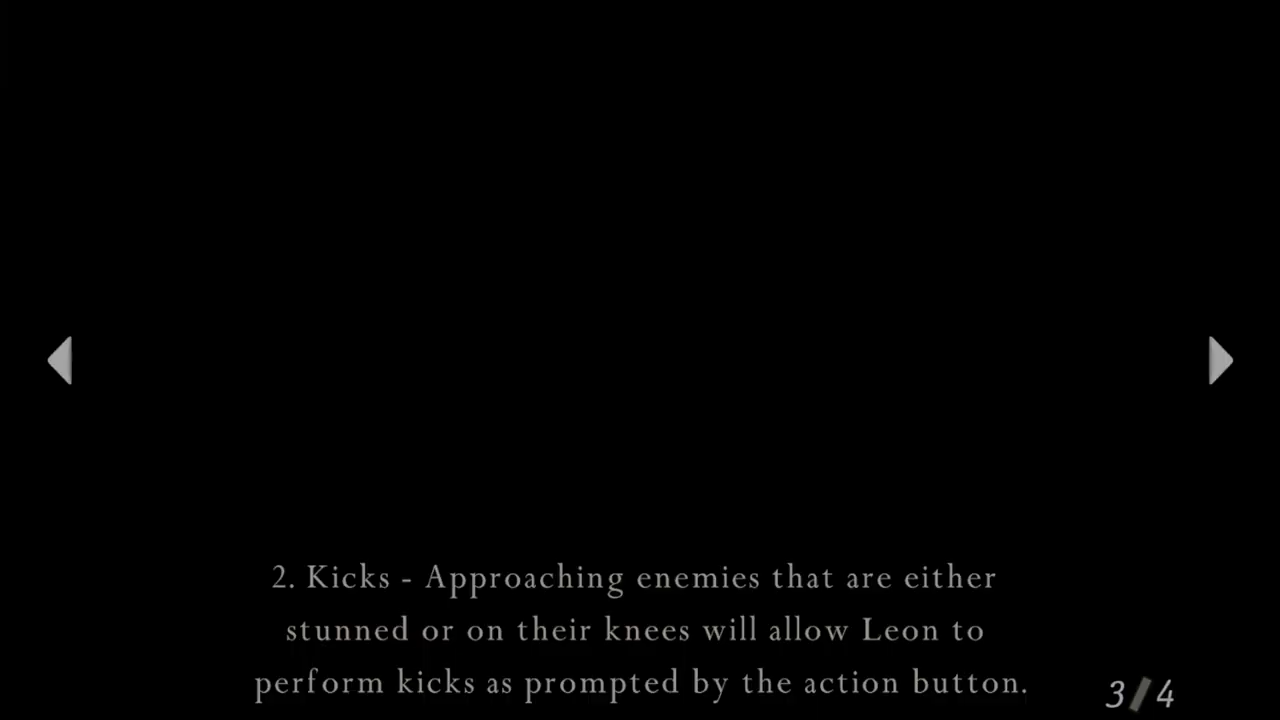 2. Kicks - Approaching enemies that are either
stunned or on their knees will allow Leon to
perform kicks as prompted by the action button.
3/4